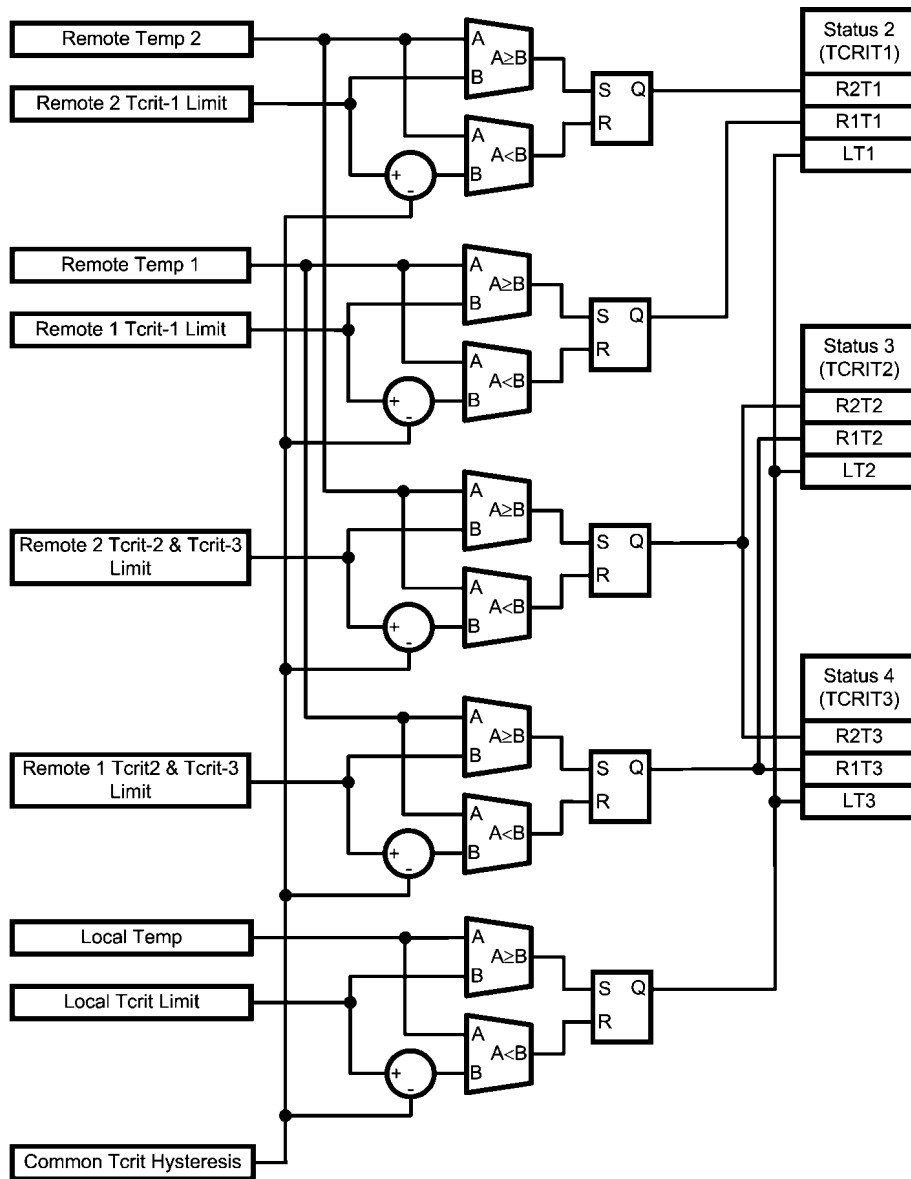 Remote Temp 2
Remote 2 Tcrit-1 Limit
A
A≥B
B
A
A<B
B
+
-
S Q
R
Status 2
(TCRIT1)
R2T1
R1T1
LT1
Remote Temp 1
Remote 1 Tcrit-1 Limit
A
A≥B
B
A
A<B
B
+
-
S Q
R
Status 3
(TCRIT2)
R2T2
R1T2
LT2
Remote 2 Tcrit-2 & Tcrit-3
Limit
A
A≥B
B
A
A<B
B
+
-
S Q
R
Status 4
(TCRIT3)
R2T3
R1T3
LT3
Remote 1 Tcrit2 & Tcrit-3
Limit
A
A≥B
B
A
A<B
B
+
-
S Q
R
Local Temp
Local Tcrit Limit
A
A≥B
B
A
A<B
B
+
-
S Q
R
Common Tcrit Hysteresis